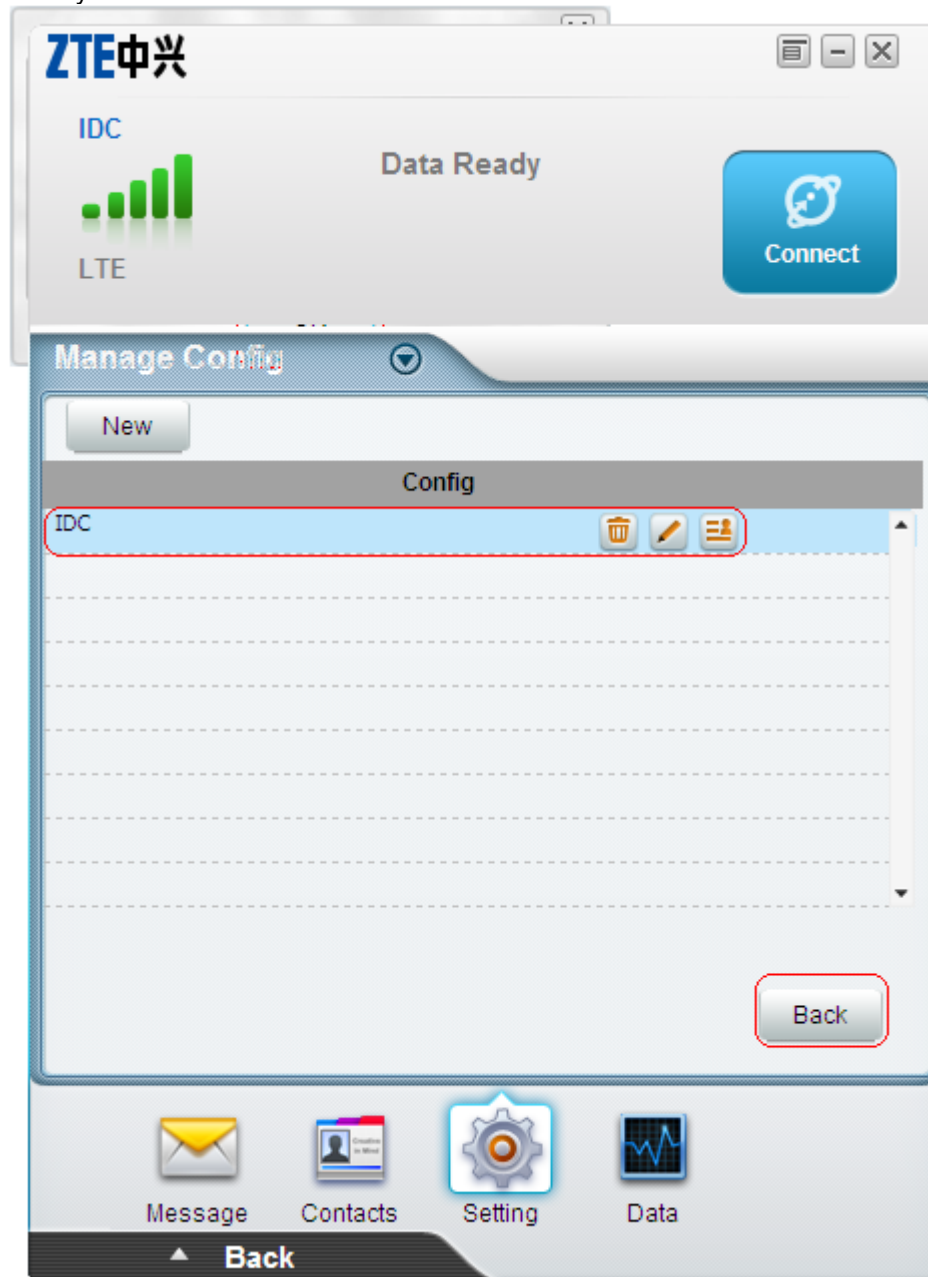 ZTE中兴
IDC
Data Ready
Connect
LTE
Manage Config
New
Config
IDC
Back
Message
Contacts
Setting
Data
Back